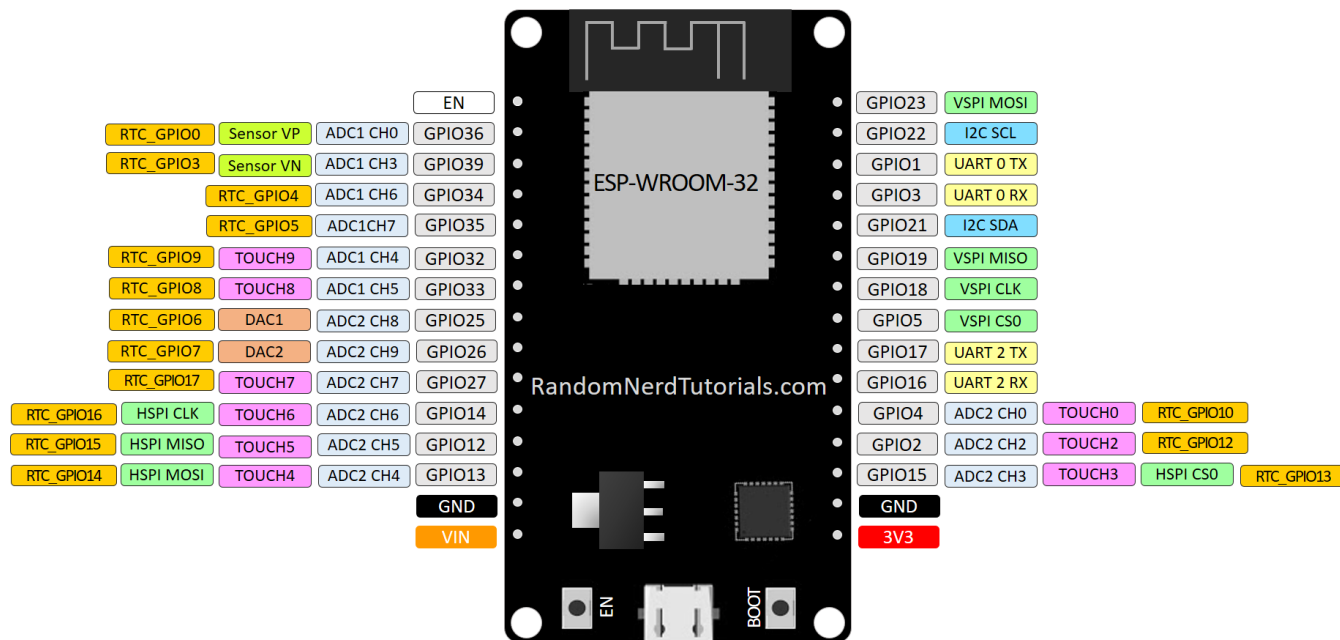 EN GPIO23 VSPI MOSI
RTC_GPIO0 Sensor VP ADC1 CH0 GPIO36 GPIO22 I2C SCL
RTC_GPIO3 Sensor VN ADC1 CH3 GPIO39 GPIO1 UART 0 TX
RTC_GPIO4 ADC1 CH6 GPIO34 ESP-WROOM-32 GPIO3 UART 0 RX
RTC_GPIO5 ADC1CH7 GPIO35 GPIO21 I2C SDA
RTC_GPIO9 TOUCH9 ADC1 CH4 GPIO32 GPIO19 VSPI MISO
RTC_GPIO8 TOUCH8 ADC1 CH5 GPIO33 GPIO18 VSPI CLK
RTC_GPIO6 DAC1 ADC2 CH8 GPIO25 GPIO5 VSPI CS0
RTC_GPIO7 DAC2 ADC2 CH9 GPIO26 GPIO17 UART 2 TX
RTC_GPIO17 TOUCH7 ADC2 CH7 GPIO27 RandomNerdTutorials.com GPIO16 UART 2 RX
RTC_GPIO16 HSPI CLK TOUCH6 ADC2 CH6 GPIO14 GPIO4 ADC2 CH0 TOUCH0 RTC_GPIO10
RTC_GPIO15 HSPI MISO TOUCH5 ADC2 CH5 GPIO12 GPIO2 ADC2 CH2 TOUCH2 RTC_GPIO12
RTC_GPIO14 HSPI MOSI TOUCH4 ADC2 CH4 GPIO13 GPIO15 ADC2 CH3 TOUCH3 HSPI CS0 RTC_GPIO13
GND GND
VIN 3V3
EN BOOT